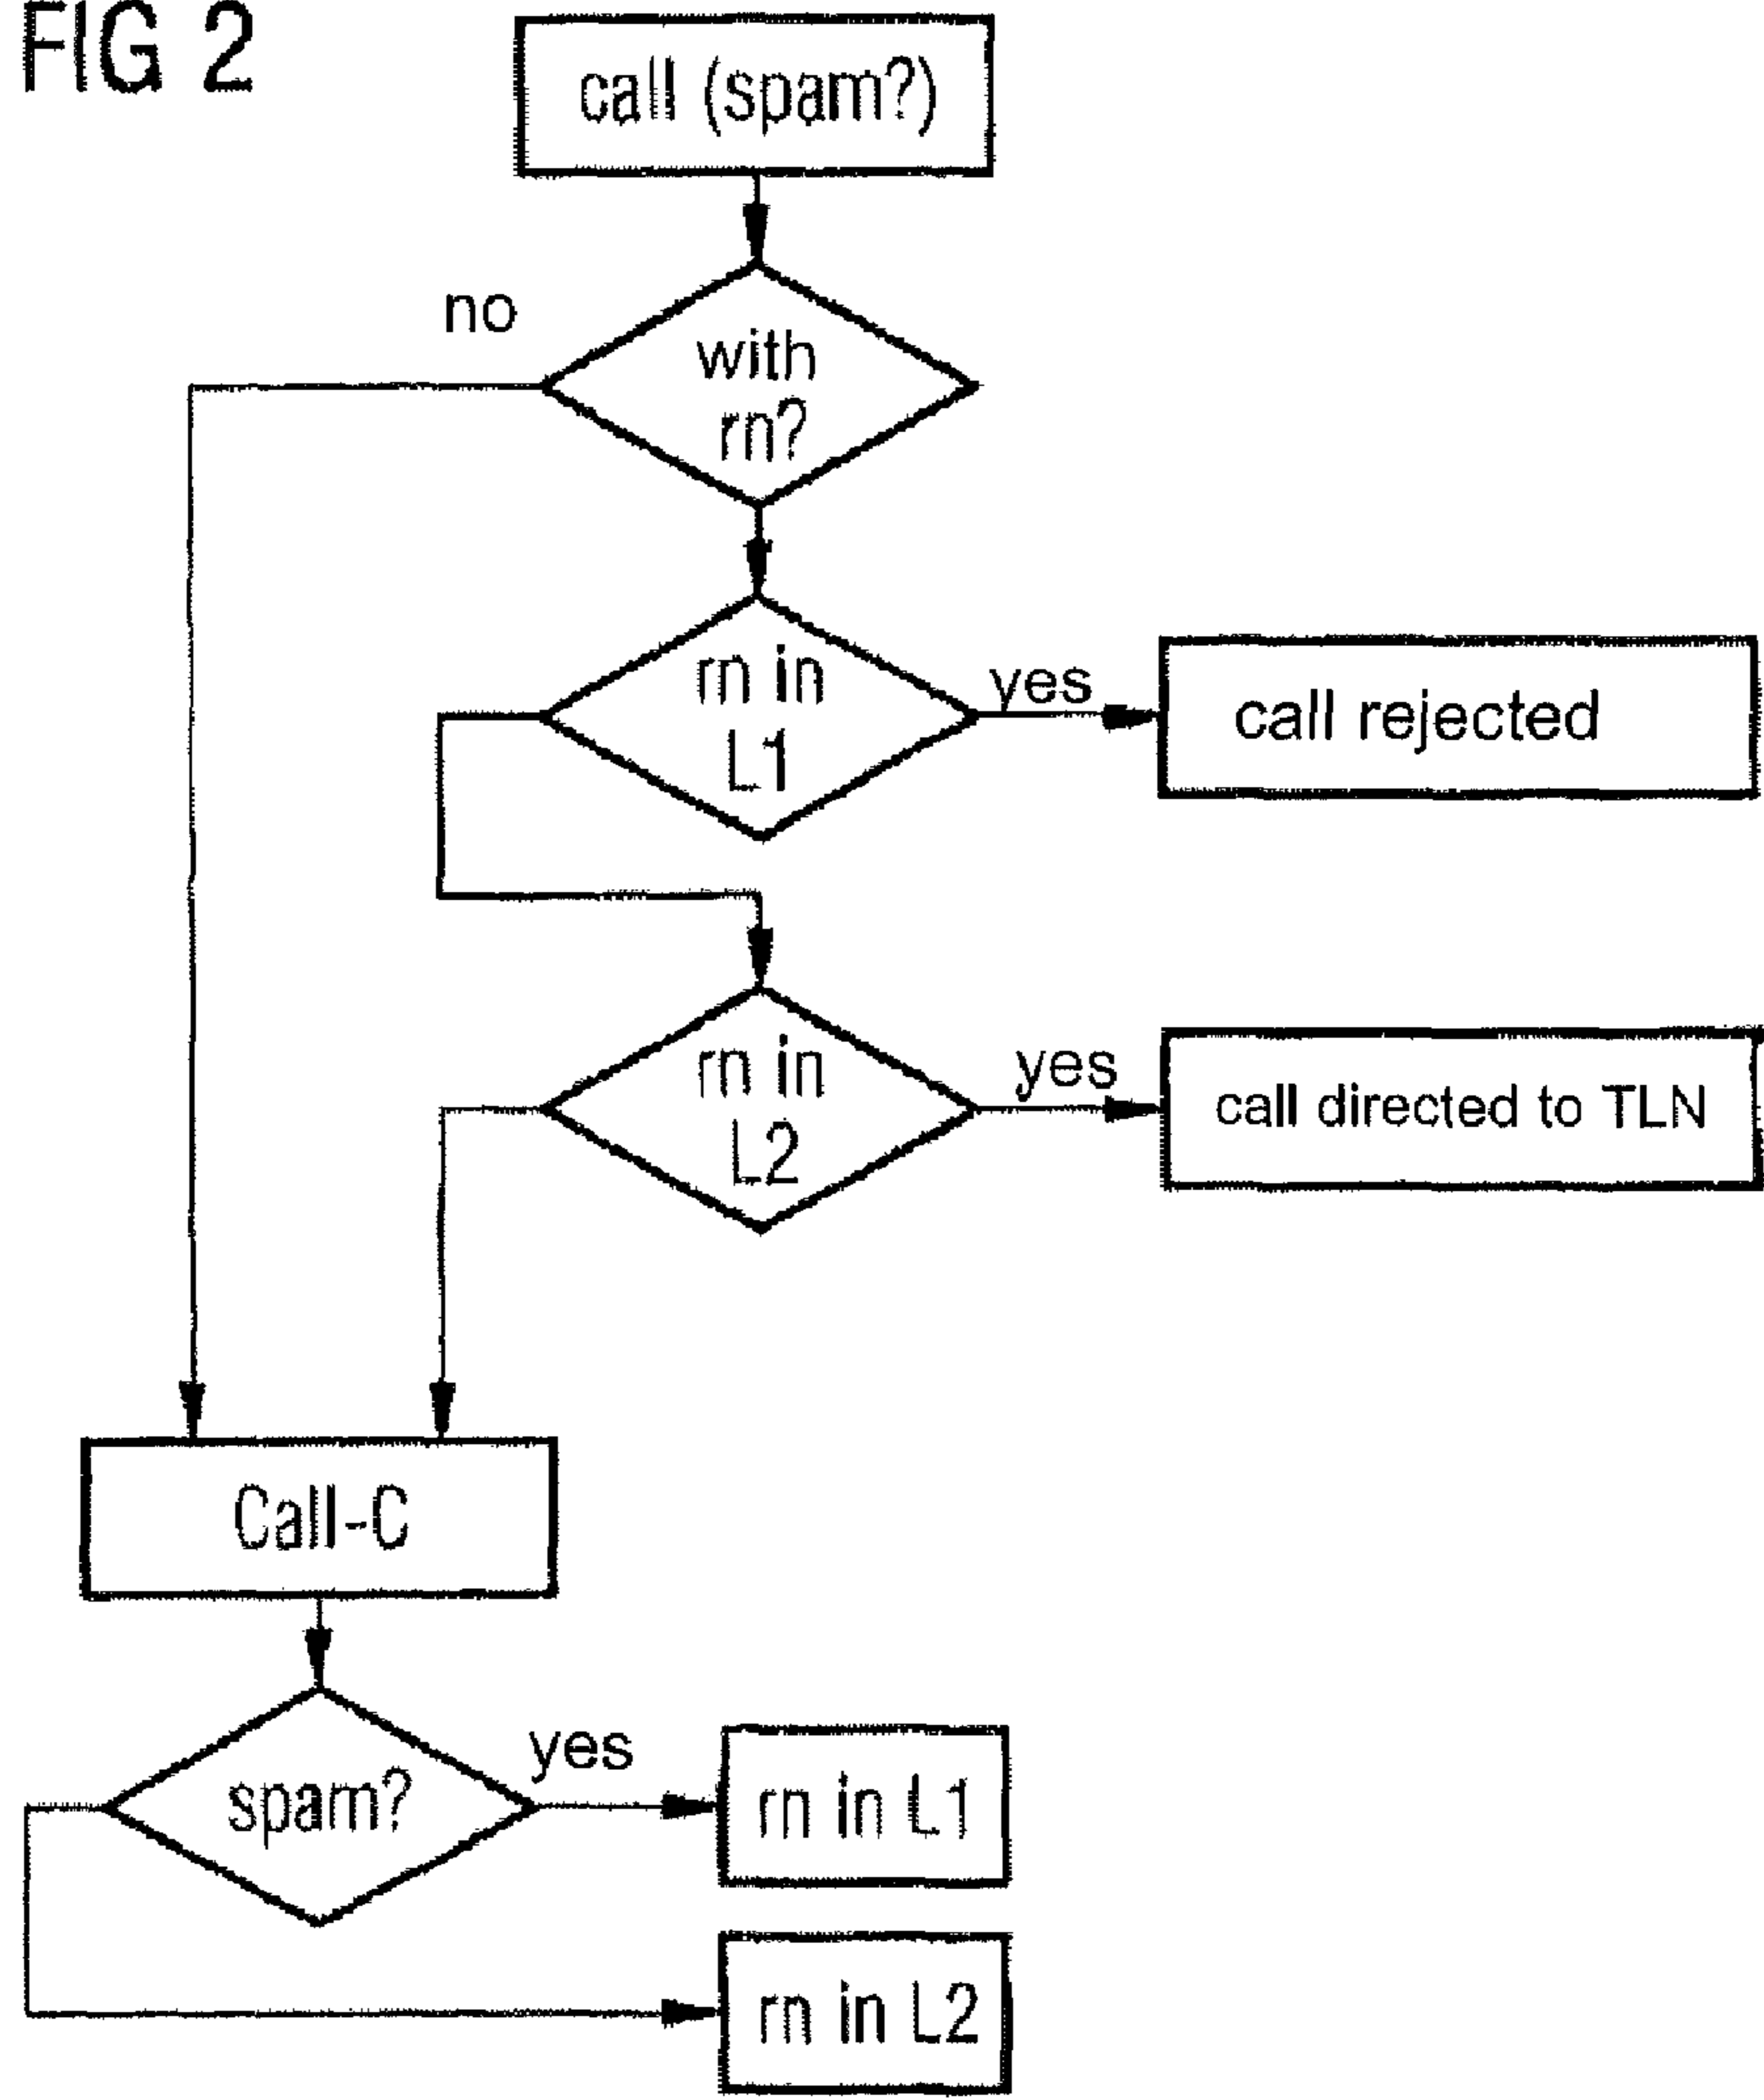 FIG 2
call (spam?)
no
with
rn?
rn in
L1
yes
call rejected
rn in
L2
yes
call directed to TLN
Call-C
spam?
yes
rn in L1
rn in L2